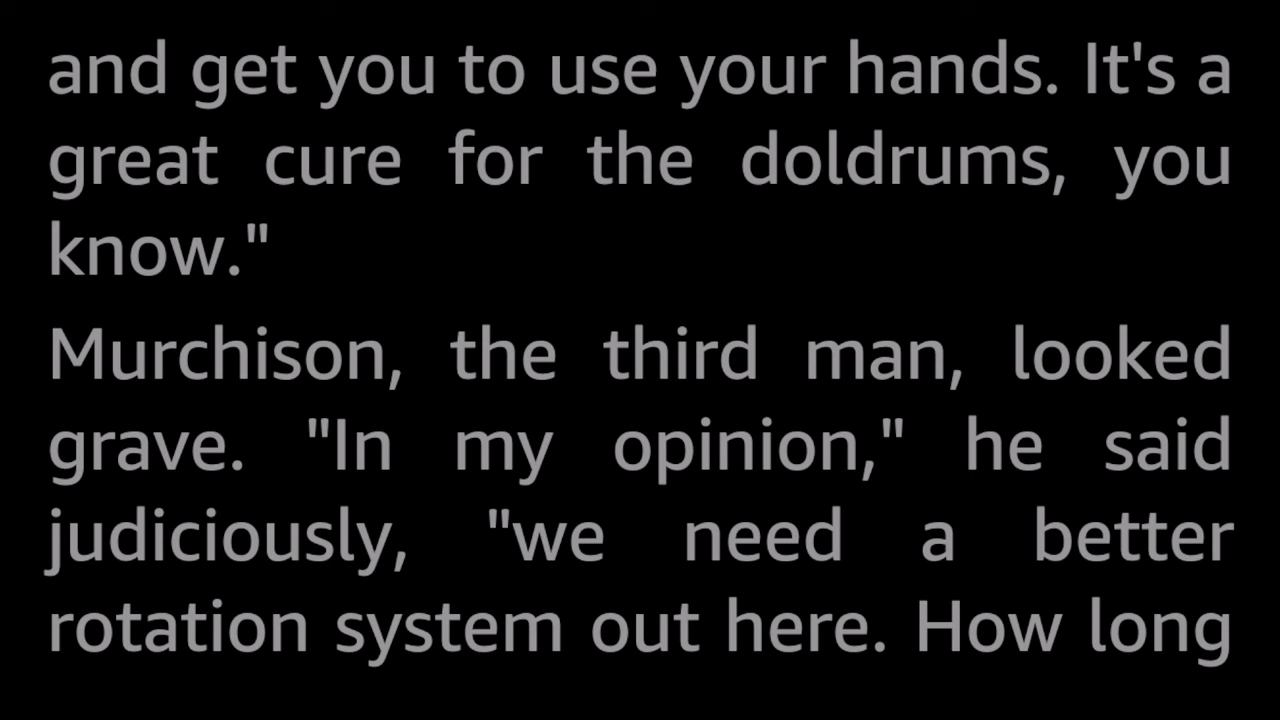 and get you to use your hands. It's a
great cure for the doldrums, you
know."
Murchison, the third man, looked
grave. "In my opinion," he said
judiciously, "we need a better
rotation system out here. How long